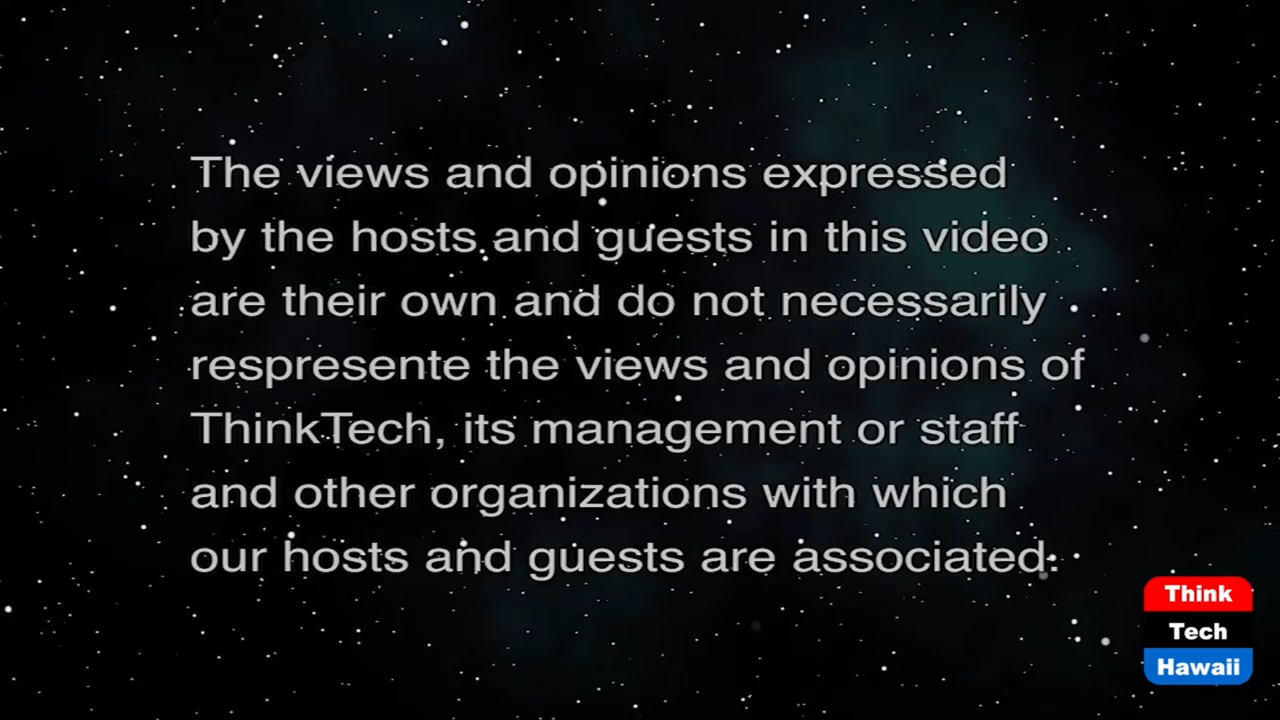 The views and opinions expressed
by the hosts and guests in this video
are their own and do not necessarily
respresente the views and opinions of
ThinkTech, its management or staff
and other organizations with which
our hosts and guests are associated.
Think
Tech
Hawaii